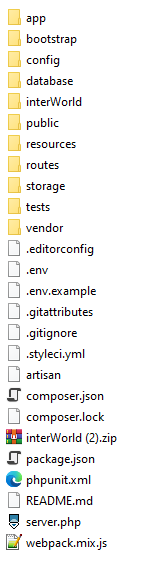 app
bootstrap
config
database
interWorld
public
resources
routes
storage
tests
vendor
.editorconfig
.env
.env.example
.gitattributes
.gitignore
.styleci.yml
artisan
composer.json
composer.lock
interWorld (2).zip
package.json
phpunit.xml
README.md
server.php
webpack.mix.js